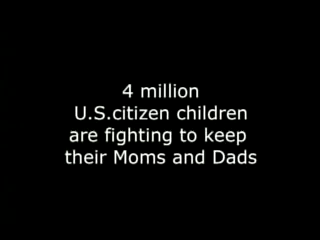 4 million
U.S.citizen children
are fighting to keep
their Moms and Dads